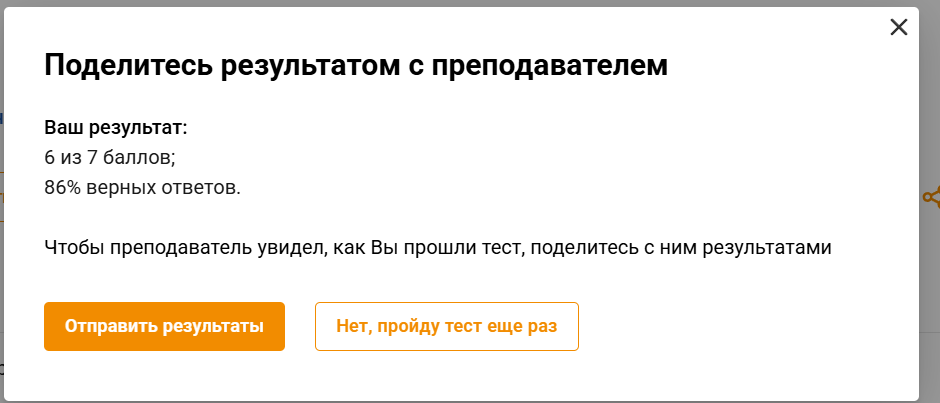 Поделитесь результатом с преподавателем
Ваш результат:
6 из 7 баллов;
86% верных ответов.
Чтобы преподаватель увидел, как Вы прошли тест, поделитесь с ним результатами
Отправить результаты
Нет, пройду тест еще раз